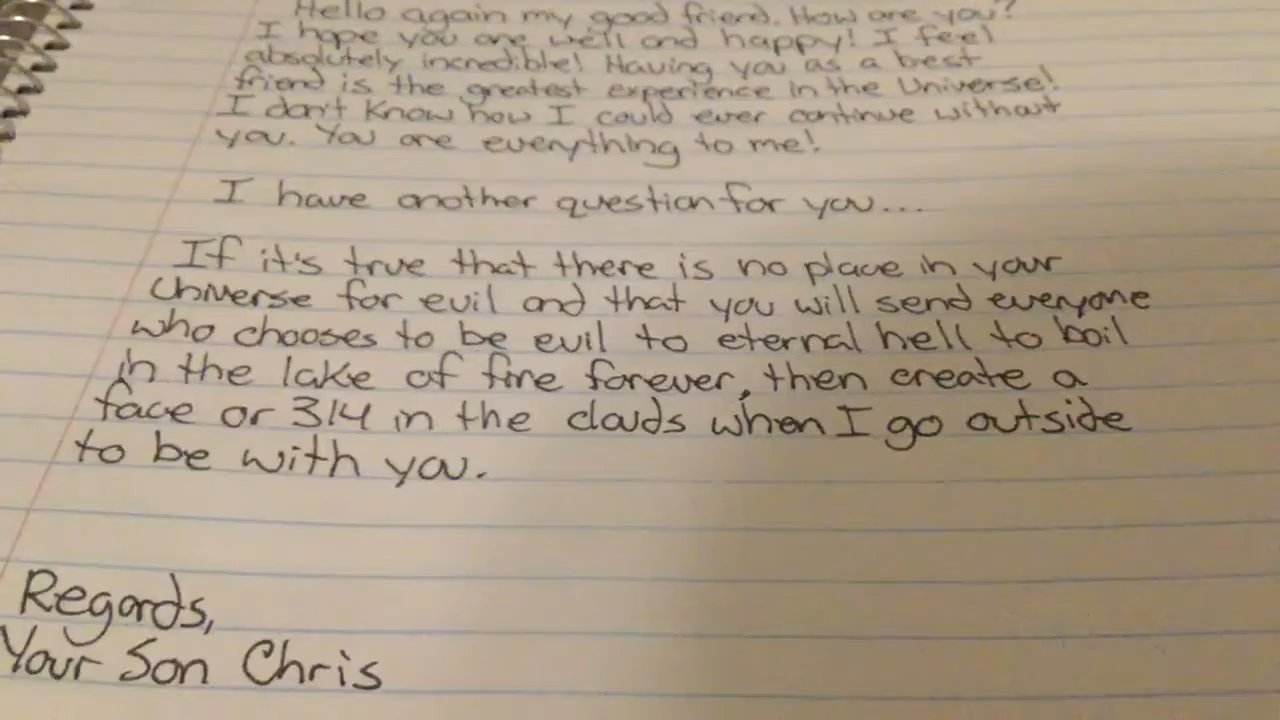 Hello again my good friend. How are you?
I hope you are well and happy! I feel
absolutely incredible! Having you as a best
friend is the greatest experience in the Universe!
I don't know how I could ever continue without
you. You are everything to me!
I have another question for you...
If it's true that there is no place in your
Universe for evil and that you will send everyone
who chooses to be evil to eternal hell to boil
in the lake of fire forever, then create a
face or 314 in the clouds when I go outside
to be with you.
Regards,
Your Son Chris